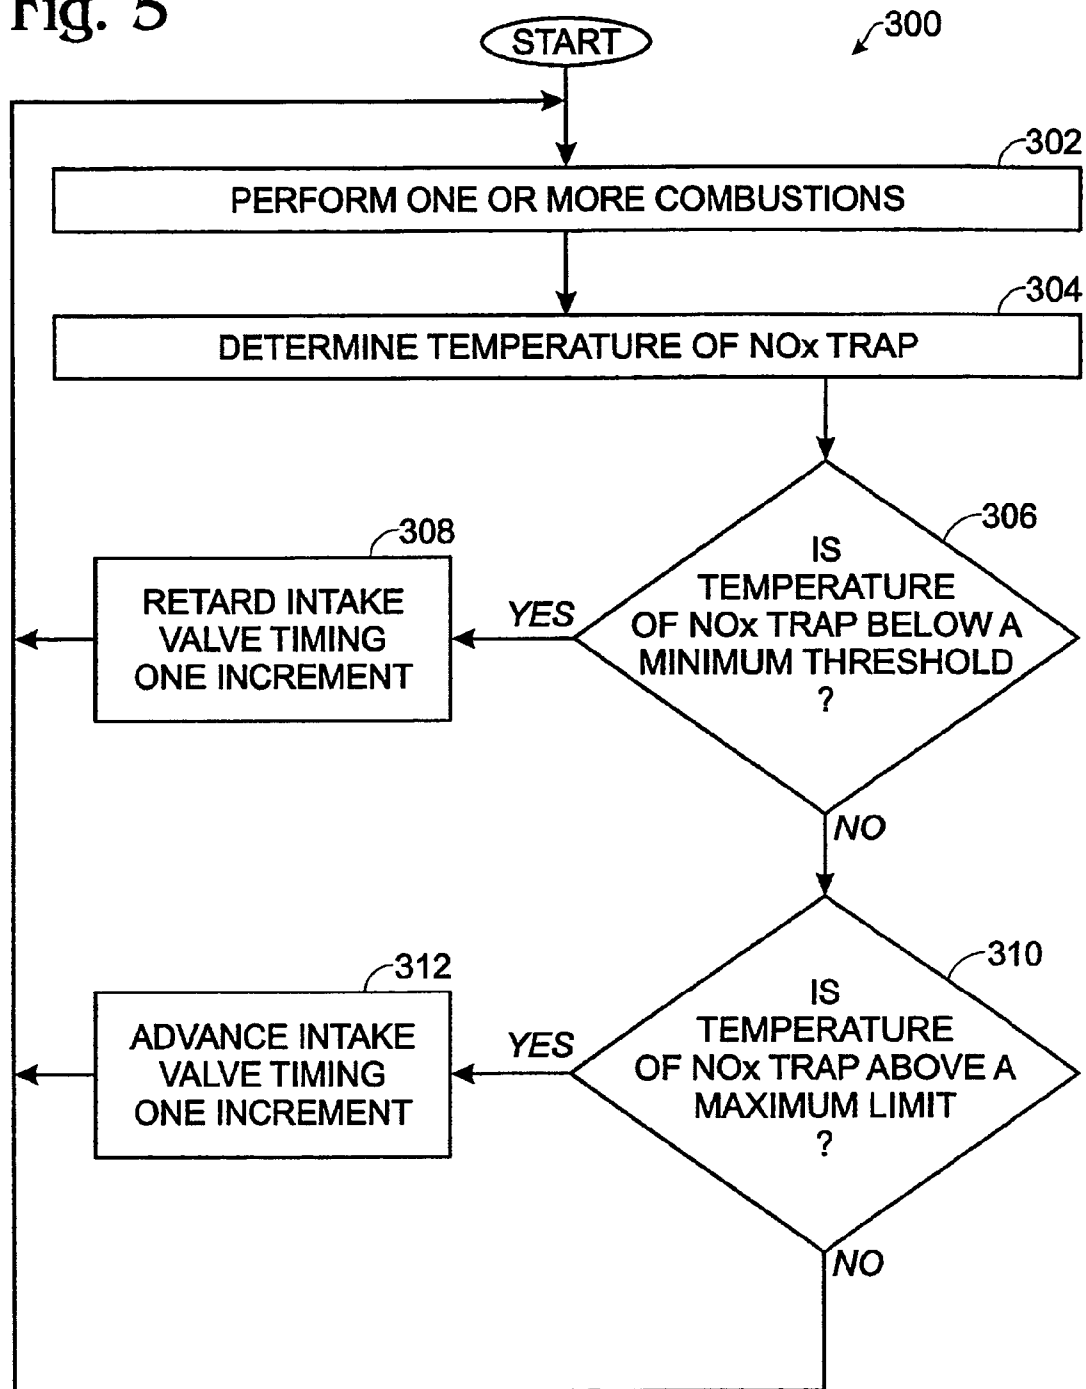 Fig. 5
START
300
302
PERFORM ONE OR MORE COMBUSTIONS
304
DETERMINE TEMPERATURE OF NOx TRAP
306
IS
TEMPERATURE
OF NOx TRAP BELOW A
MINIMUM THRESHOLD
?
YES
308
RETARD INTAKE
VALVE TIMING
ONE INCREMENT
NO
310
IS
TEMPERATURE
OF NOx TRAP ABOVE A
MAXIMUM LIMIT
?
YES
312
ADVANCE INTAKE
VALVE TIMING
ONE INCREMENT
NO